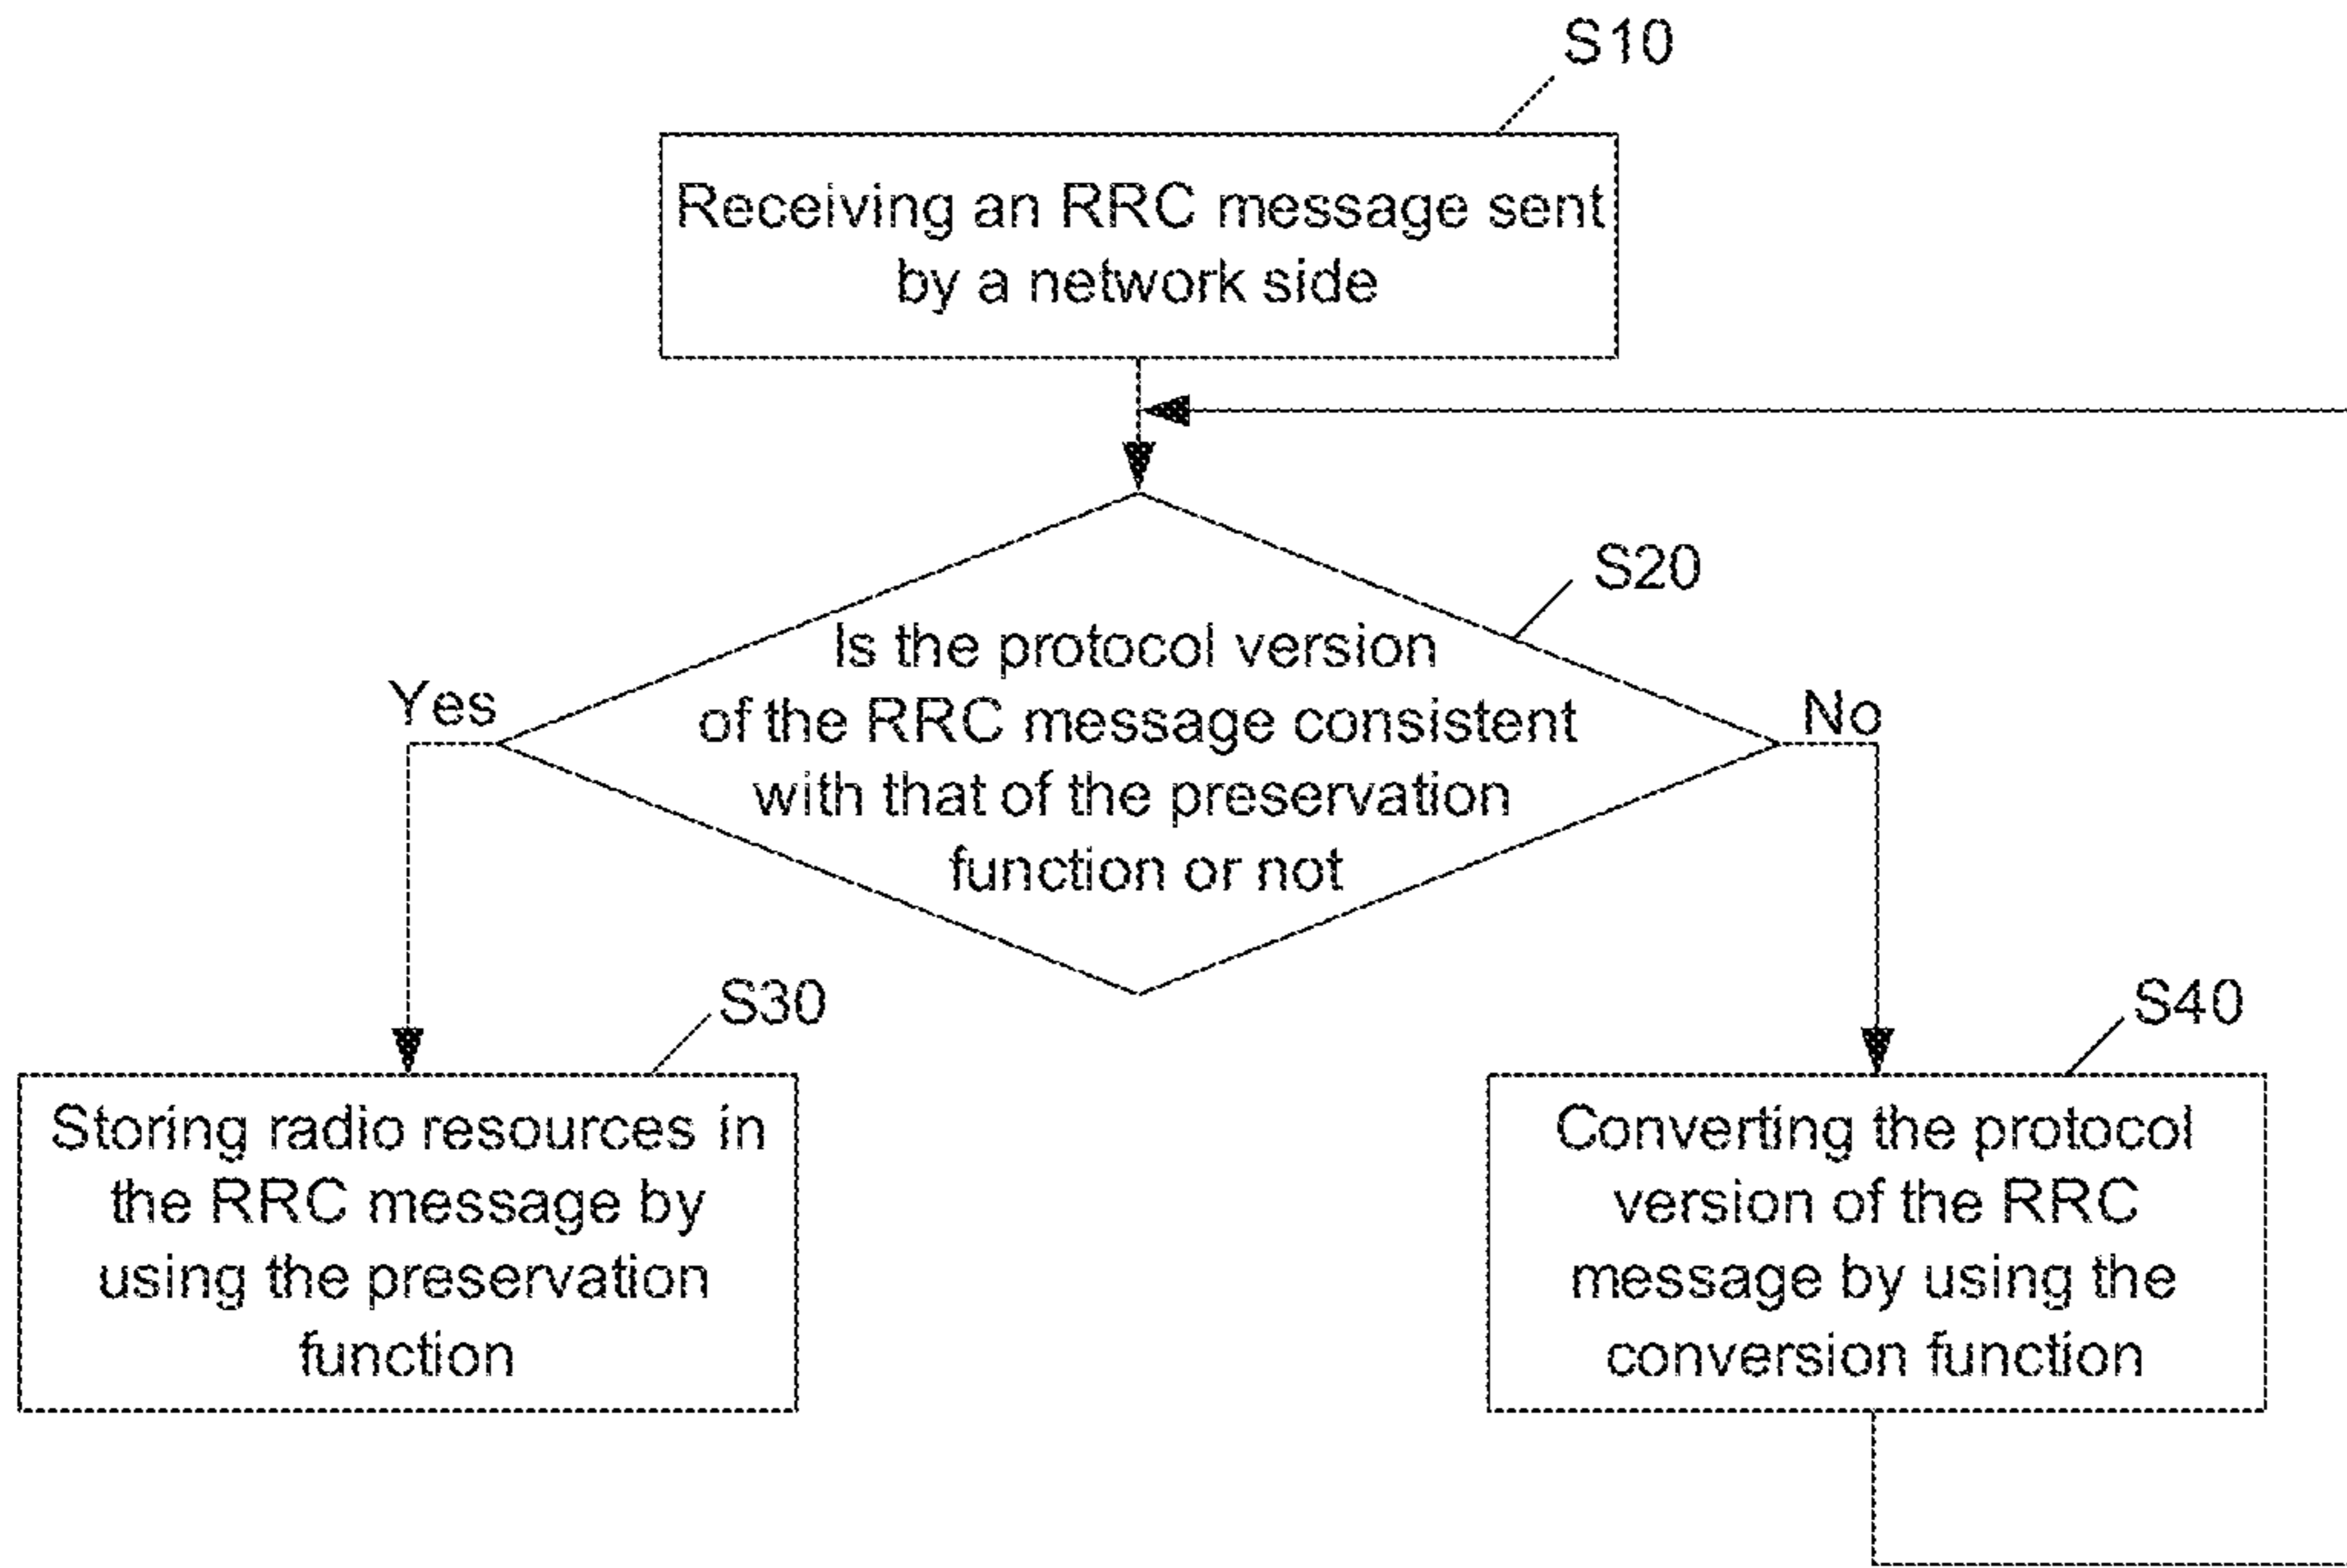 S10
Receiving an RRC message sent
by a network side
S20
Is the protocol version
of the RRC message consistent
with that of the preservation
function or not
Yes
No
S30
Storing radio resources in
the RRC message by
using the preservation
function
S40
Converting the protocol
version of the RRC
message by using the
conversion function